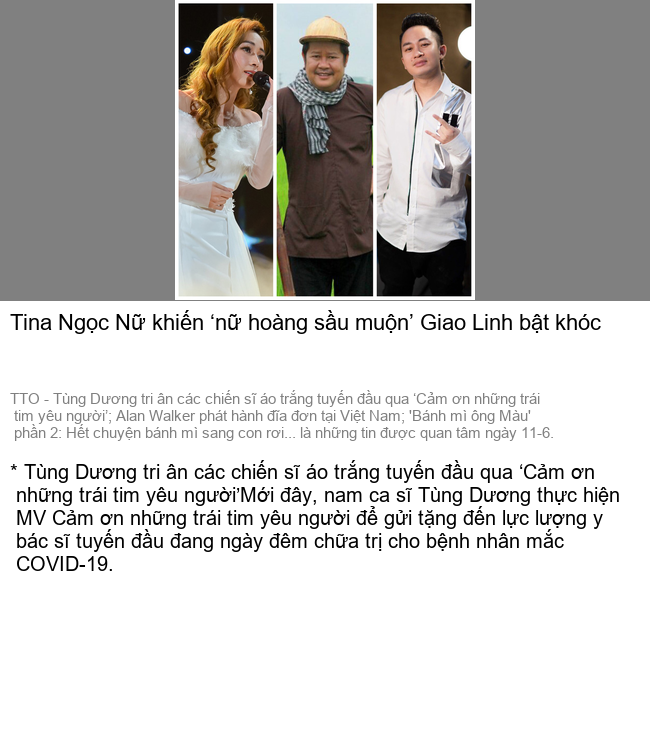 Tina Ngọc Nữ khiến ‘nữ hoàng sầu muộn’ Giao Linh bật khóc
TTO - Tùng Dương tri ân các chiến sĩ áo trắng tuyến đầu qua ‘Cảm ơn những trái
tim yêu người’; Alan Walker phát hành đĩa đơn tại Việt Nam; 'Bánh mì ông Màu'
phần 2: Hết chuyện bánh mì sang con rơi... là những tin được quan tâm ngày 11-6.
* Tùng Dương tri ân các chiến sĩ áo trắng tuyến đầu qua ‘Cảm ơn
những trái tim yêu người’Mới đây, nam ca sĩ Tùng Dương thực hiện
MV Cảm ơn những trái tim yêu người để gửi tặng đến lực lượng y
bác sĩ tuyến đầu đang ngày đêm chữa trị cho bệnh nhân mắc
COVID-19.